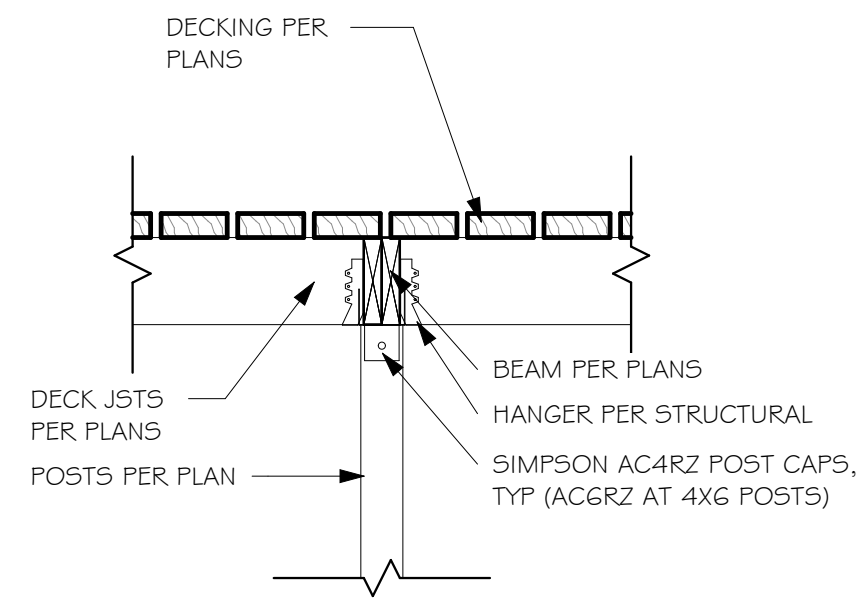 DECKING PER
PLANS
DECK JSTS
PER PLANS
POSTS PER PLAN
BEAM PER PLANS
HANGER PER STRUCTURAL
SIMPSON AC4RZ POST CAPS,
TYP (AC6RZ AT 4X6 POSTS)